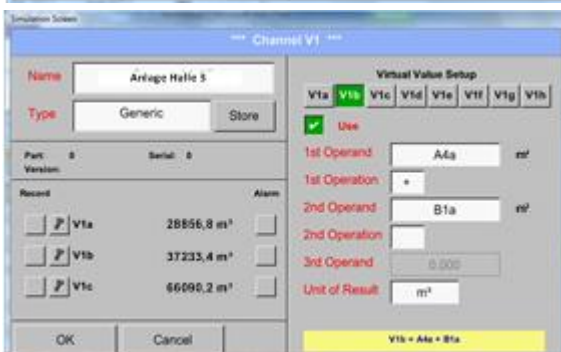 Simulation Screen
*** Channel V1 ***
Name
Anlage Halle 3
Type
Generic
Store
Part: 0
Serial: 0
Version:
Record
Alarm
V1a
28856,8 m³
V1b
37233,4 m³
V1c
66090,2 m³
OK
Cancel
Virtual Value Setup
V1a V1b V1c V1d V1e V1f V1g V1h
Use
1st Operand
A4a
m³
1st Operation
+
2nd Operand
B1a
m³
2nd Operation
3rd Operand
0.000
Unit of Result
m³
V1b = A4a + B1a